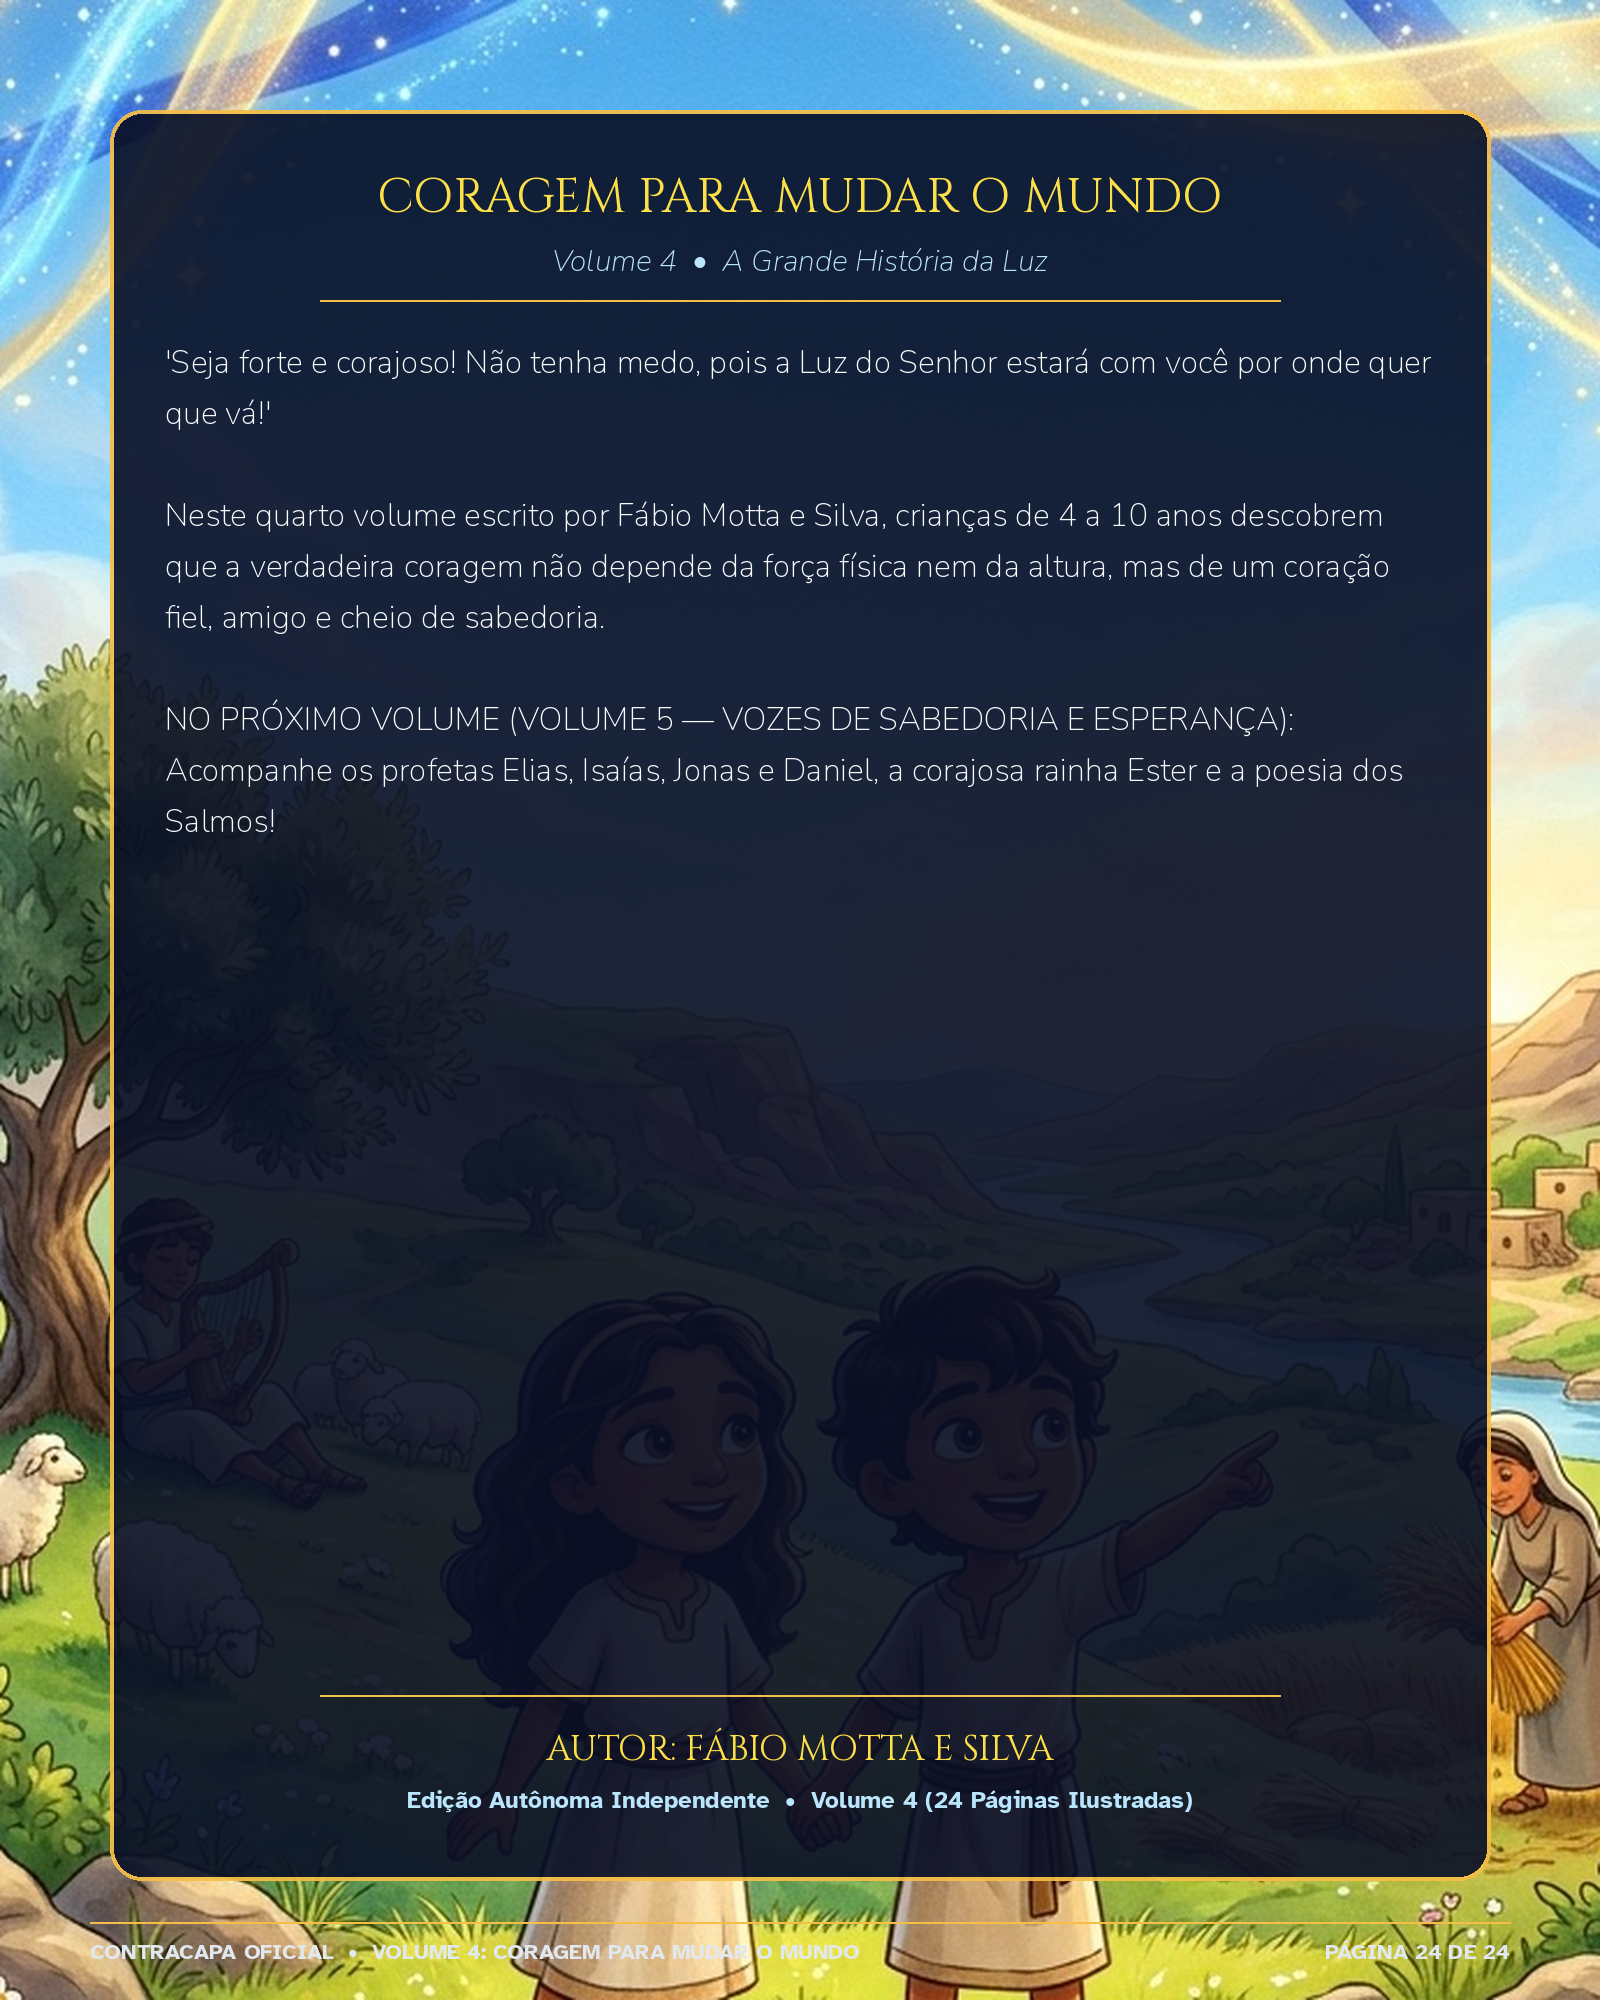 CORAGEM PARA MUDAR O MUNDO
Volume 4 • A Grande História da Luz
'Seja forte e corajoso! Não tenha medo, pois a Luz do Senhor estará com você por onde quer
que vá!'
Neste quarto volume escrito por Fábio Motta e Silva, crianças de 4 a 10 anos descobrem
que a verdadeira coragem não depende da força física nem da altura, mas de um coração
fiel, amigo e cheio de sabedoria.
NO PRÓXIMO VOLUME (VOLUME 5 — VOZES DE SABEDORIA E ESPERANÇA):
Acompanhe os profetas Elias, Isaías, Jonas e Daniel, a corajosa rainha Ester e a poesia dos
Salmos!
AUTOR: FÁBIO MOTTA E SILVA
Edição Autônoma Independente • Volume 4 (24 Páginas Ilustradas)
CONTRACAPA OFICIAL • VOLUME 4: CORAGEM PARA MUDAR O MUNDO
PÁGINA 24 DE 24